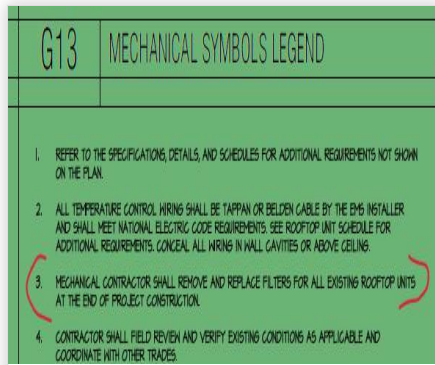 G13 MECHANICAL SYMBOLS LEGEND
1. REFER TO THE SPECIFICATIONS, DETAILS, AND SCHEDULES FOR ADDITIONAL REQUIREMENTS NOT SHOWN
ON THE PLAN.
2. ALL TEMPERATURE CONTROL WIRING SHALL BE TAPPAN OR BELDEN CABLE BY THE EMS INSTALLER
AND SHALL MEET NATIONAL ELECTRIC CODE REQUIREMENTS. SEE ROOFTOP UNIT SCHEDULE FOR
ADDITIONAL REQUIREMENTS. CONCEAL ALL WIRING IN WALL CAVITIES OR ABOVE CEILING.
3. MECHANICAL CONTRACTOR SHALL REMOVE AND REPLACE FILTERS FOR ALL EXISTING ROOFTOP UNITS
AT THE END OF PROJECT CONSTRUCTION.
4. CONTRACTOR SHALL FIELD REVIEW AND VERIFY EXISTING CONDITIONS AS APPLICABLE AND
COORDINATE WITH OTHER TRADES.